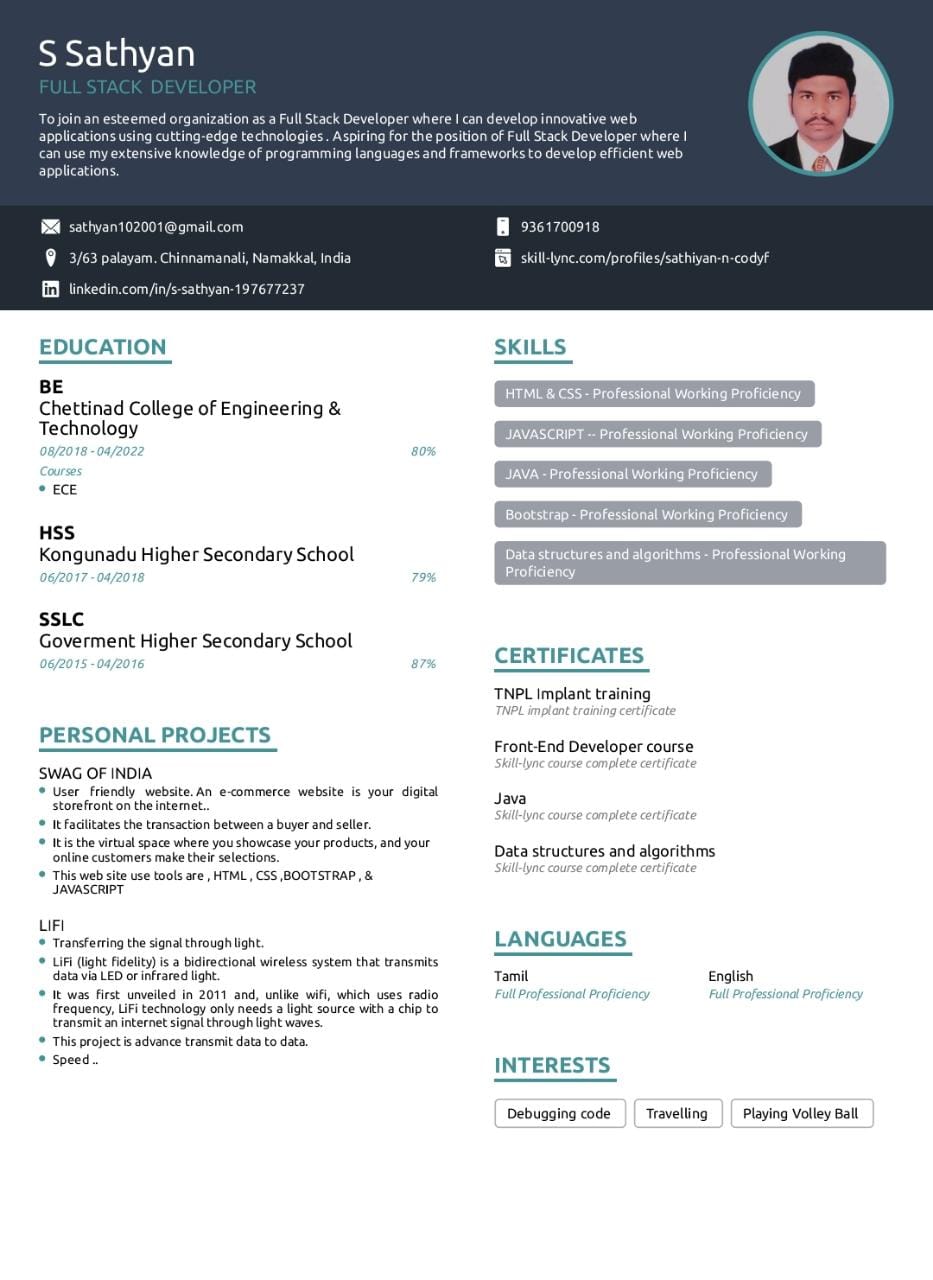 S Sathyan
FULL STACK DEVELOPER
To join an esteemed organization as a Full Stack Developer where I can develop innovative web
applications using cutting-edge technologies . Aspiring for the position of Full Stack Developer where I
can use my extensive knowledge of programming languages and frameworks to develop efficient web
applications.
sathyan102001@gmail.com
9361700918
3/63 palayam. Chinnamanali, Namakkal, India
skill-lync.com/profiles/sathiyan-n-codyf
linkedin.com/in/s-sathyan-197677237
EDUCATION
BE
Chettinad College of Engineering &
Technology
08/2018 - 04/2022 80%
Courses
ECE
HSS
Kongunadu Higher Secondary School
06/2017 - 04/2018 79%
SSLC
Goverment Higher Secondary School
06/2015 - 04/2016 87%
PERSONAL PROJECTS
SWAG OF INDIA
User friendly website. An e-commerce website is your digital
storefront on the internet..
It facilitates the transaction between a buyer and seller.
It is the virtual space where you showcase your products, and your
online customers make their selections.
This web site use tools are , HTML , CSS ,BOOTSTRAP , &
JAVASCRIPT
LIFI
Transferring the signal through light.
LiFi (light fidelity) is a bidirectional wireless system that transmits
data via LED or infrared light.
It was first unveiled in 2011 and, unlike wifi, which uses radio
frequency, LiFi technology only needs a light source with a chip to
transmit an internet signal through light waves.
This project is advance transmit data to data.
Speed ..
SKILLS
HTML & CSS - Professional Working Proficiency
JAVASCRIPT -- Professional Working Proficiency
JAVA - Professional Working Proficiency
Bootstrap - Professional Working Proficiency
Data structures and algorithms - Professional Working
Proficiency
CERTIFICATES
TNPL Implant training
TNPL implant training certificate
Front-End Developer course
Skill-lync course complete certificate
Java
Skill-lync course complete certificate
Data structures and algorithms
Skill-lync course complete certificate
LANGUAGES
Tamil English
Full Professional Proficiency Full Professional Proficiency
INTERESTS
Debugging code Travelling Playing Volley Ball